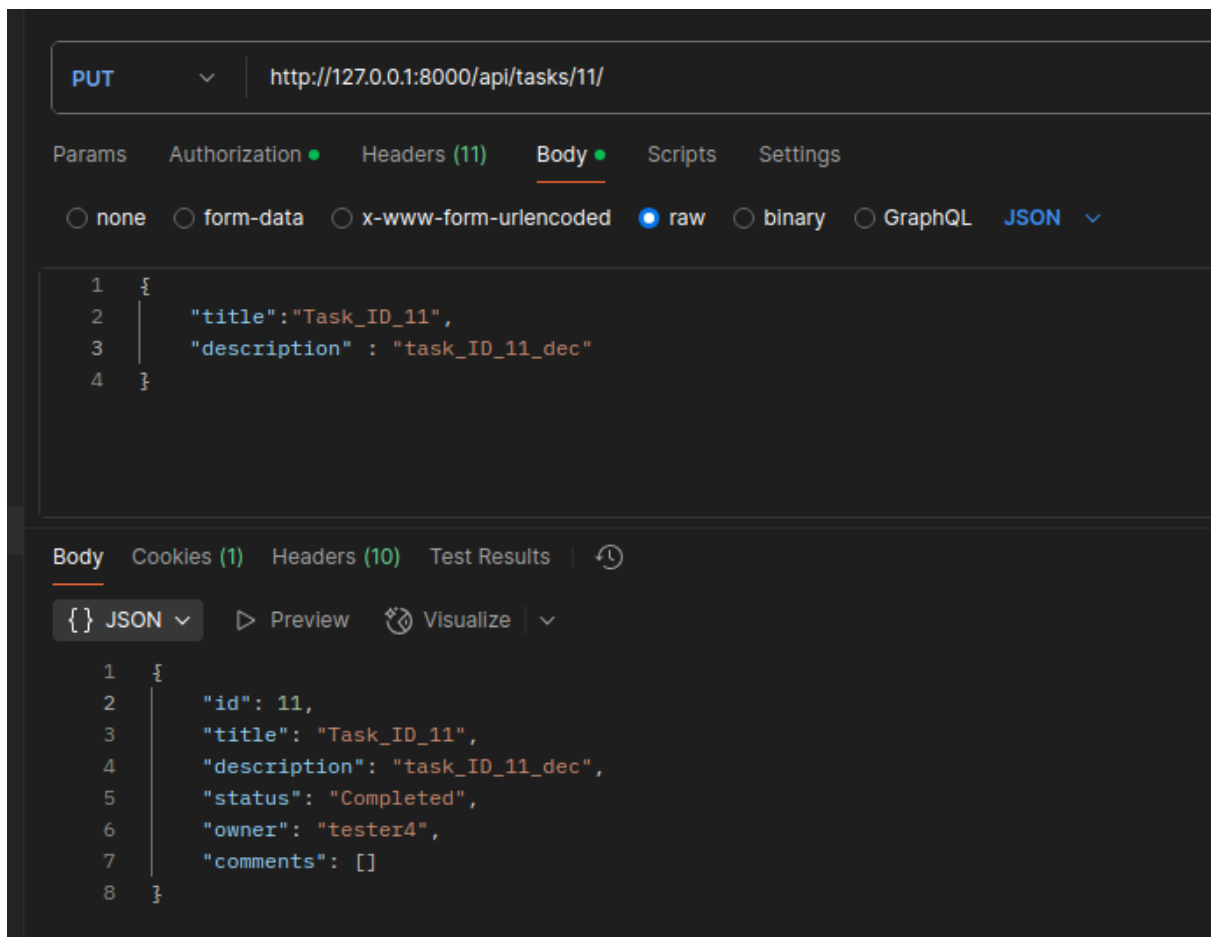 PUT http://127.0.0.1:8000/api/tasks/11/
Params Authorization Headers (11) Body Scripts Settings
none form-data x-www-form-urlencoded raw binary GraphQL JSON
1 {
2 "title":"Task_ID_11",
3 "description" : "task_ID_11_dec"
4 }
Body Cookies (1) Headers (10) Test Results
{} JSON Preview Visualize
1 {
2 "id": 11,
3 "title": "Task_ID_11",
4 "description": "task_ID_11_dec",
5 "status": "Completed",
6 "owner": "tester4",
7 "comments": []
8 }